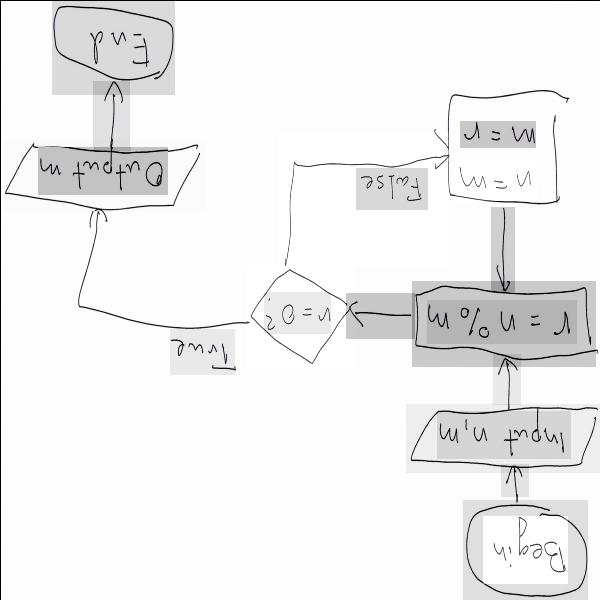 Begin
Input n,m
r = n % m
r = 0?
True
False
n = m
m = r
Output m
End